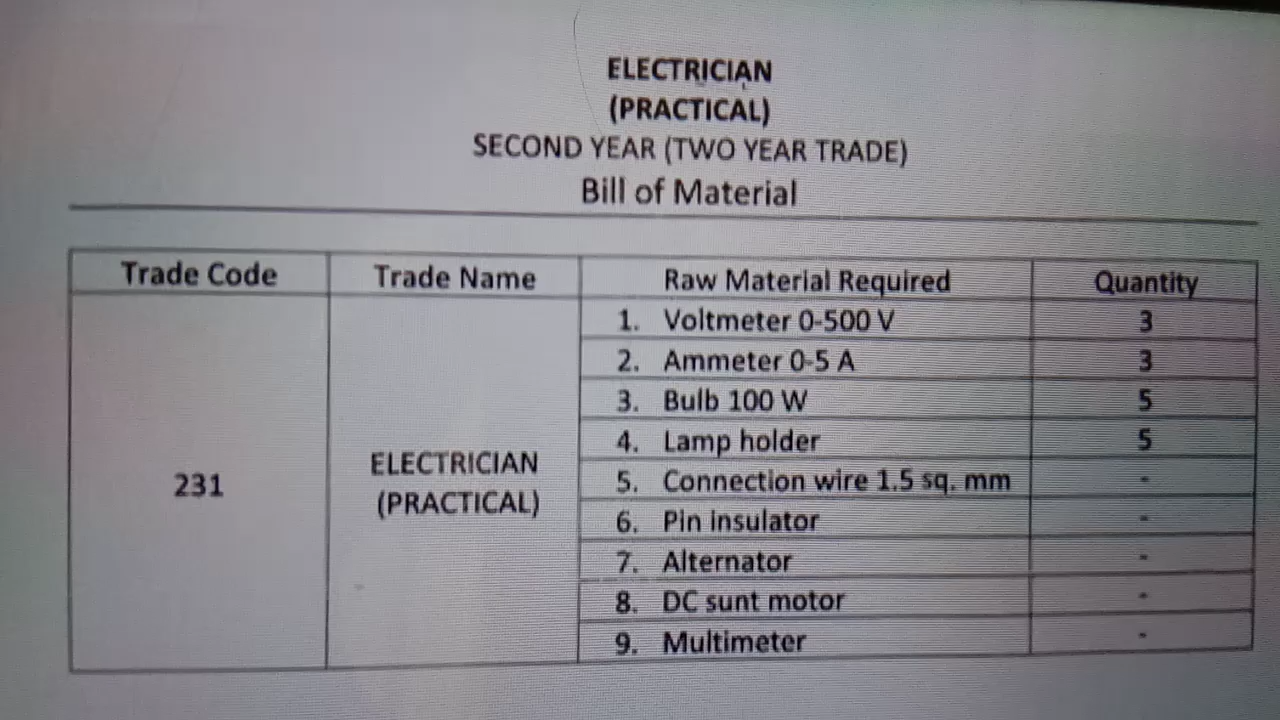 ELECTRICIAN
(PRACTICAL)
SECOND YEAR (TWO YEAR TRADE)
Bill of Material
Trade Code Trade Name Raw Material Required Quantity
1. Voltmeter 0-500 V 3
2. Ammeter 0-5 A 3
3. Bulb 100 W 5
4. Lamp holder 5
231 ELECTRICIAN (PRACTICAL)
5. Connection wire 1.5 sq. mm -
6. Pin insulator -
7. Alternator -
8. DC sunt motor -
9. Multimeter -